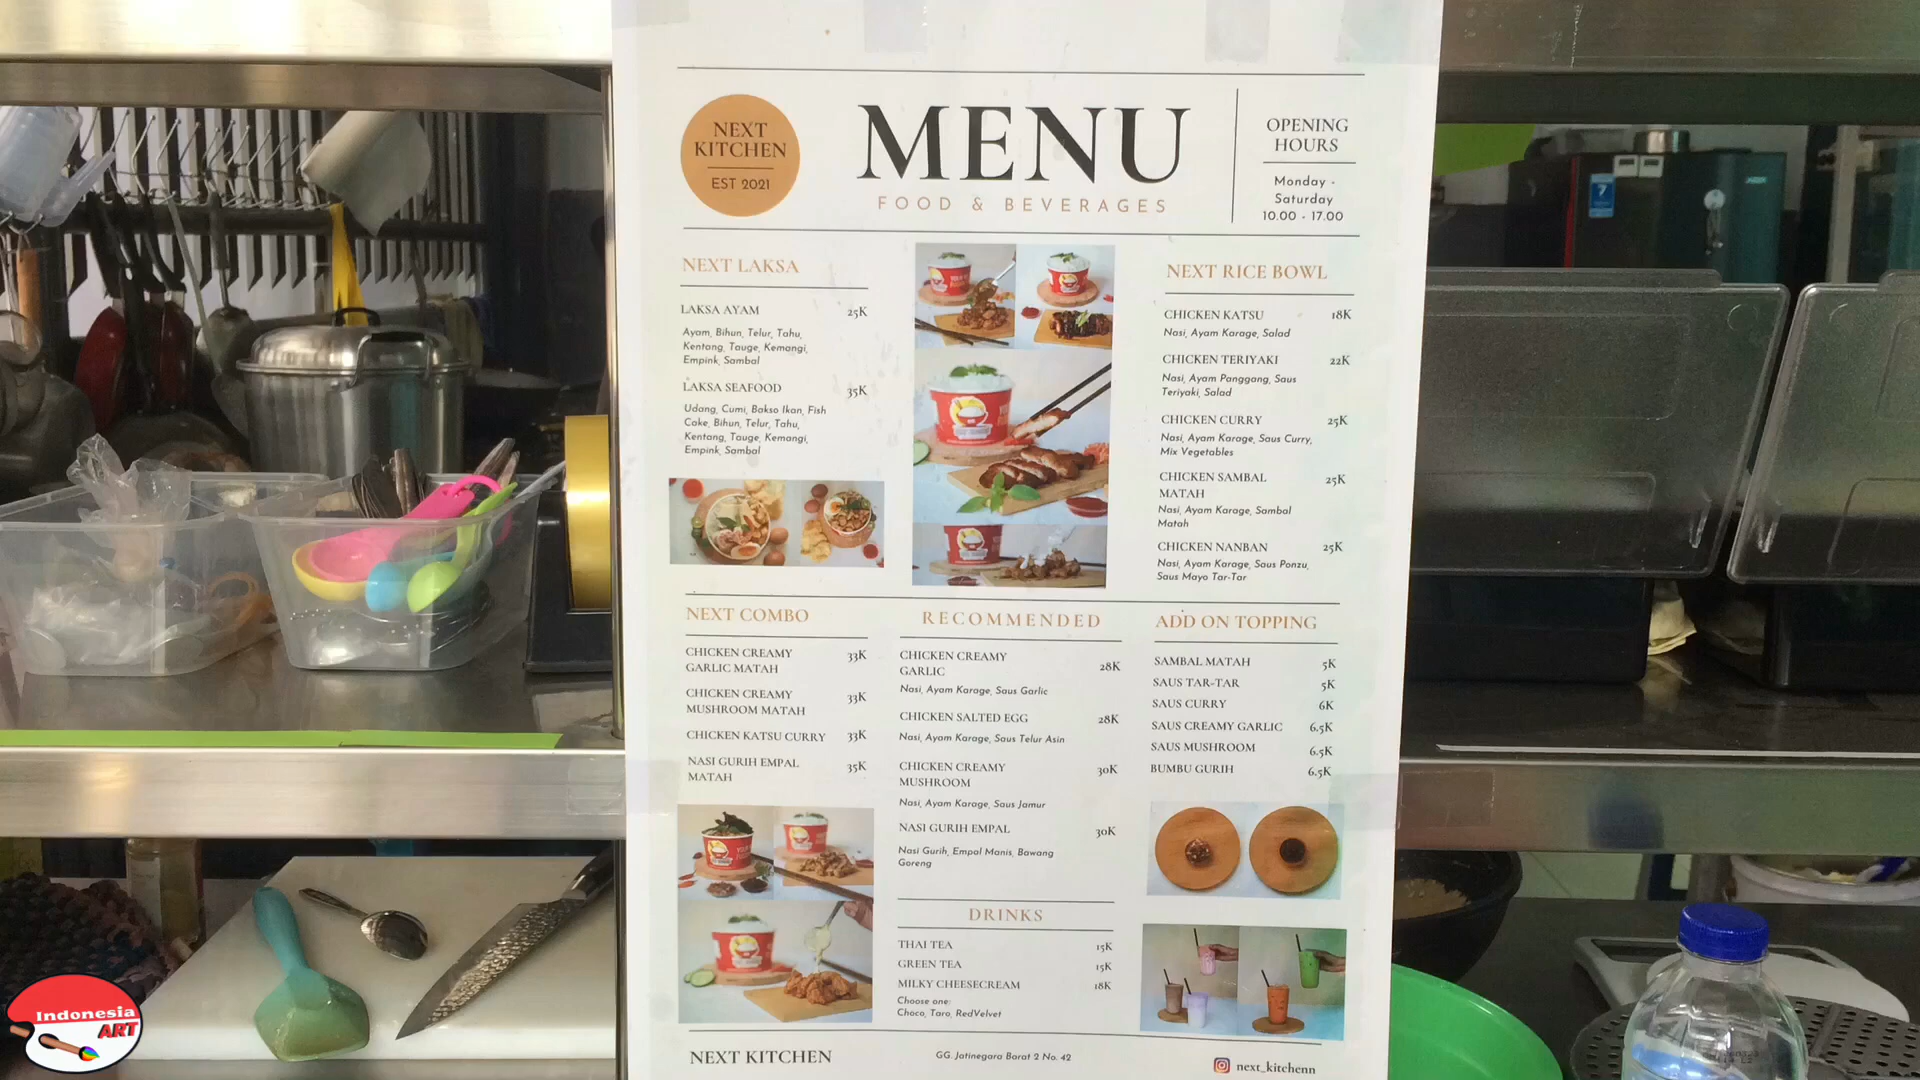 NEXT
KITCHEN
EST 2021
MENU
FOOD & BEVERAGES
OPENING
HOURS
Monday -
Saturday
10.00 - 17.00
NEXT LAKSA
LAKSA AYAM 25K
Ayam, Bihun, Telur, Tahu,
Kentang, Tauge, Kemangi,
Empink, Sambal
LAKSA SEAFOOD 35K
Udang, Cumi, Bakso Ikan, Fish
Cake, Bihun, Telur, Tahu,
Kentang, Tauge, Kemangi,
Empink, Sambal
NEXT RICE BOWL
CHICKEN KATSU 18K
Nasi, Ayam Karage, Salad
CHICKEN TERIYAKI 22K
Nasi, Ayam Panggang, Saus
Teriyaki, Salad
CHICKEN CURRY 25K
Nasi, Ayam Karage, Saus Curry,
Mix Vegetables
CHICKEN SAMBAL
MATAH 25K
Nasi, Ayam Karage, Sambal
Matah
CHICKEN NANBAN 25K
Nasi, Ayam Karage, Saus Ponzu,
Saus Mayo Tar-Tar
NEXT COMBO
CHICKEN CREAMY
GARLIC MATAH 33K
CHICKEN CREAMY
MUSHROOM MATAH 33K
CHICKEN KATSU CURRY 33K
NASI GURIH EMPAL
MATAH 35K
RECOMMENDED
CHICKEN CREAMY
GARLIC 28K
Nasi, Ayam Karage, Saus Garlic
CHICKEN SALTED EGG 28K
Nasi, Ayam Karage, Saus Telur Asin
CHICKEN CREAMY
MUSHROOM 30K
Nasi, Ayam Karage, Saus Jamur
NASI GURIH EMPAL 30K
Nasi Gurih, Empal Manis, Bawang
Goreng
ADD ON TOPPING
SAMBAL MATAH 5K
SAUS TAR-TAR 5K
SAUS CURRY 6K
SAUS CREAMY GARLIC 6.5K
SAUS MUSHROOM 6.5K
BUMBU GURIH 6.5K
DRINKS
THAI TEA 15K
GREEN TEA 15K
MILKY CHEESECREAM 18K
Choose one:
Choco, Taro, RedVelvet
NEXT KITCHEN
GG. Jatinegara Barat 2 No. 42
next_kitchenn
Indonesia
ART
7